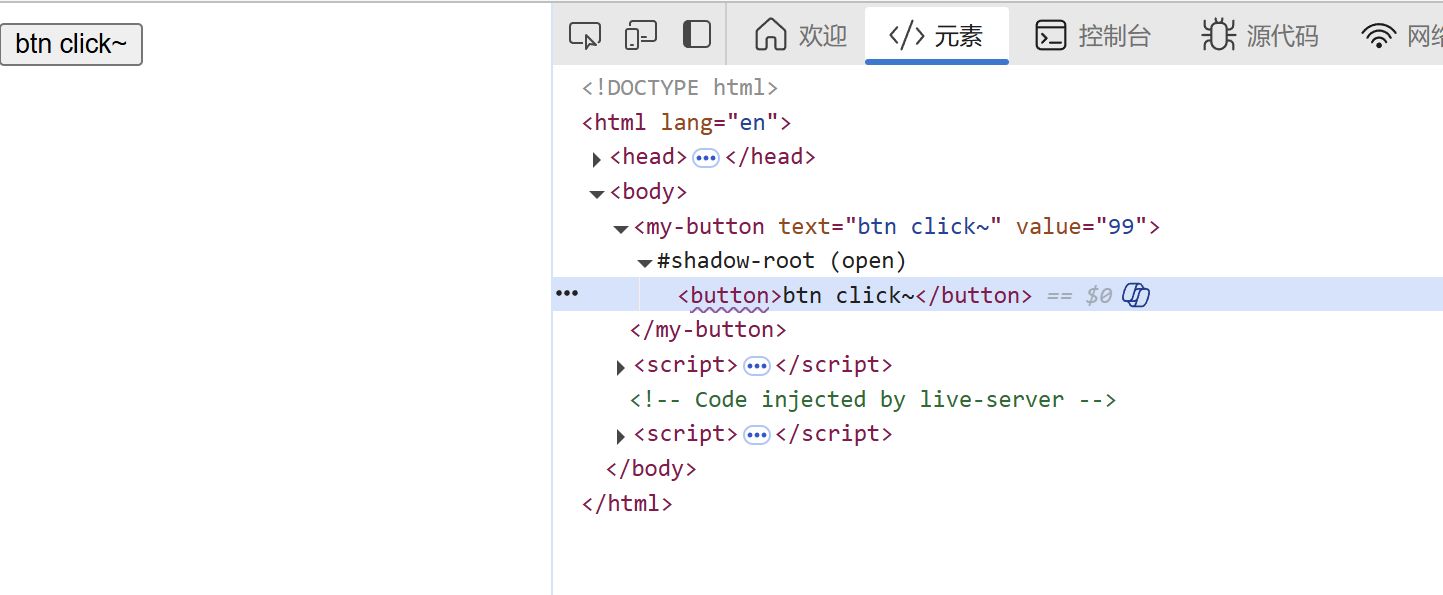 btn click~
欢迎
元素
控制台
源代码
网络
<!DOCTYPE html>
<html lang="en">
<head> ••• </head>
<body>
<my-button text="btn click~" value="99">
#shadow-root (open)
••• <button>btn click~</button> == $0
</my-button>
<script> ••• </script>
<!-- Code injected by live-server -->
<script> ••• </script>
</body>
</html>